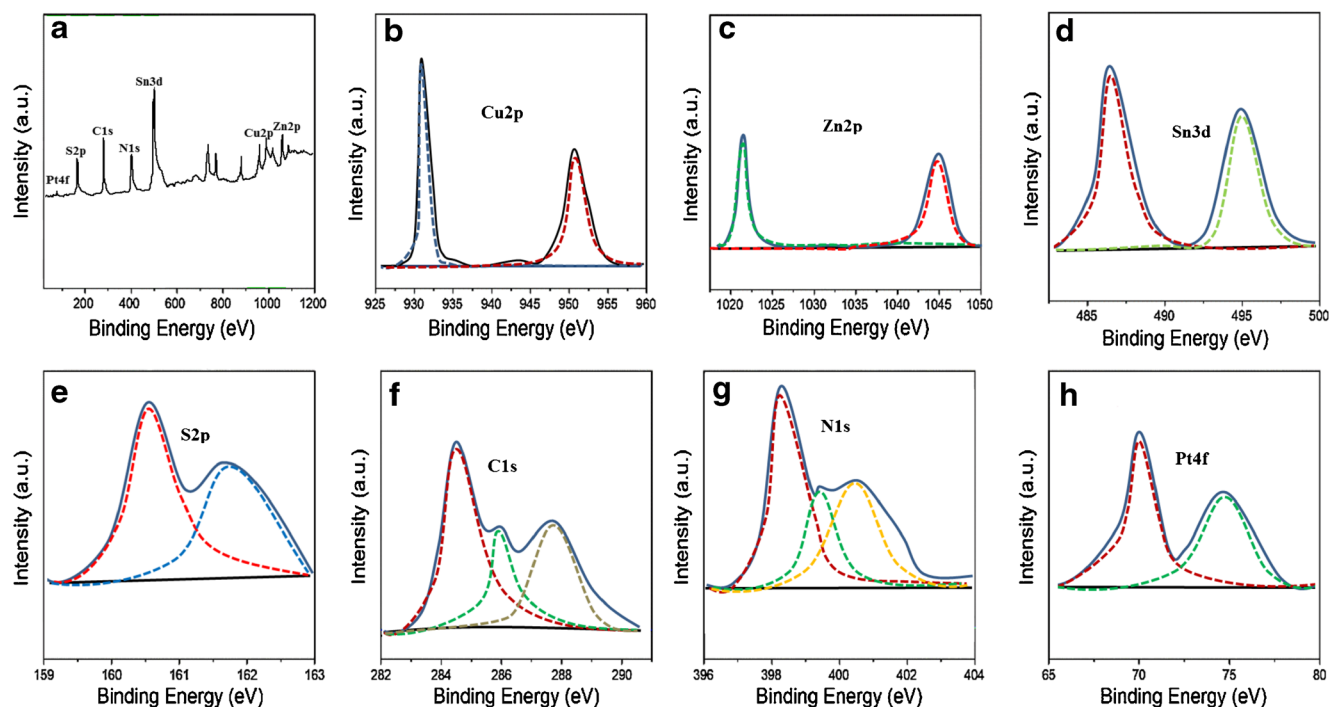 a
Sn3d
C1s
S2p
N1s
Cu2p
Zn2p
Pt4f
Intensity (a.u.)
200 400 600 800 1000 1200
Binding Energy (eV)
b
Cu2p
Intensity (a.u.)
925 930 935 940 945 950 955 960
Binding Energy (eV)
c
Zn2p
Intensity (a.u.)
1020 1025 1030 1035 1040 1045 1050
Binding Energy (eV)
d
Sn3d
Intensity (a.u.)
485 490 495 500
Binding Energy (eV)
e
S2p
Intensity (a.u.)
159 160 161 162 163
Binding Energy (eV)
f
C1s
Intensity (a.u.)
282 284 286 288 290
Binding Energy (eV)
g
N1s
Intensity (a.u.)
396 398 400 402 404
Binding Energy (eV)
h
Pt4f
Intensity (a.u.)
65 70 75 80
Binding Energy (eV)